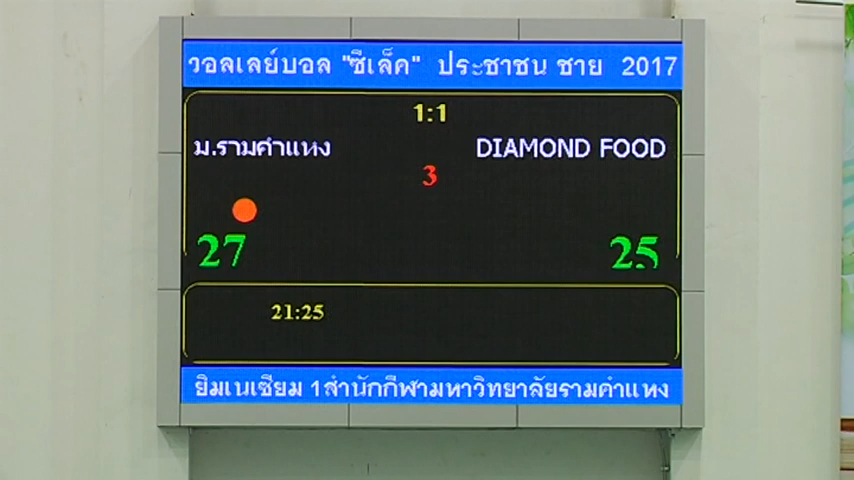 วอลเลย์บอล "ซีเล็ค" ประชาชน ชาย 2017
1:1
ม.รามคำแหง DIAMOND FOOD
3
27 25
21:25
ยิมเนเซียม 1สำนักกีฬามหาวิทยาลัยรามคำแหง